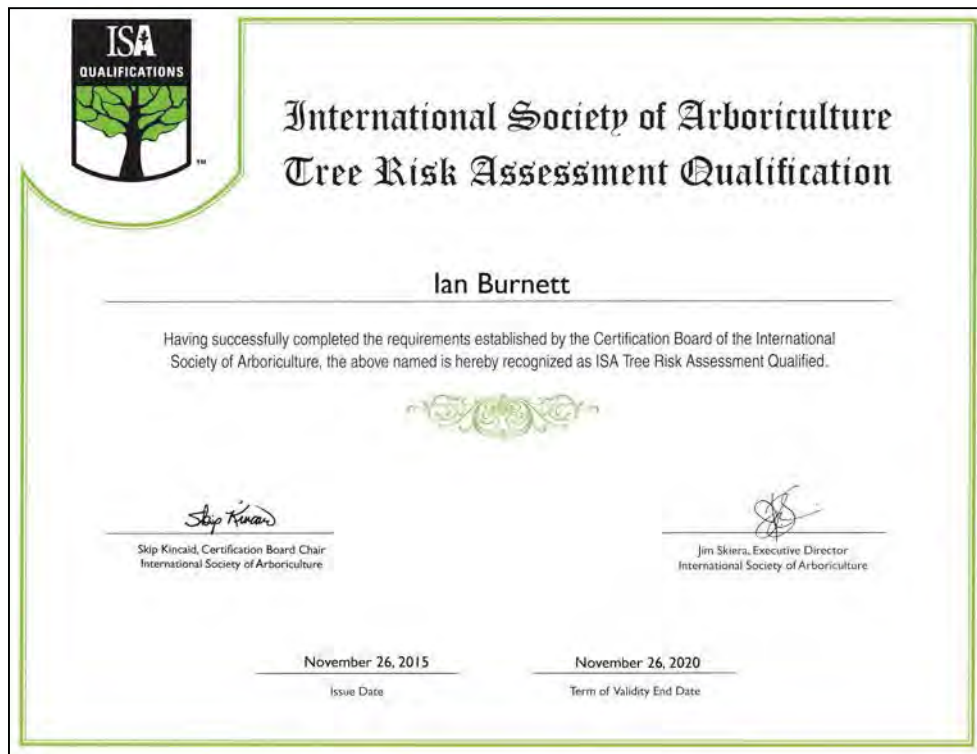 ISA
QUALIFICATIONS
TM
International Society of Arboriculture
Tree Risk Assessment Qualification
Ian Burnett
Having successfully completed the requirements established by the Certification Board of the International
Society of Arboriculture, the above named is hereby recognized as ISA Tree Risk Assessment Qualified.
Skip Kincaid
Skip Kincaid, Certification Board Chair
International Society of Arboriculture
Jim Skiera, Executive Director
International Society of Arboriculture
November 26, 2015
Issue Date
November 26, 2020
Term of Validity End Date